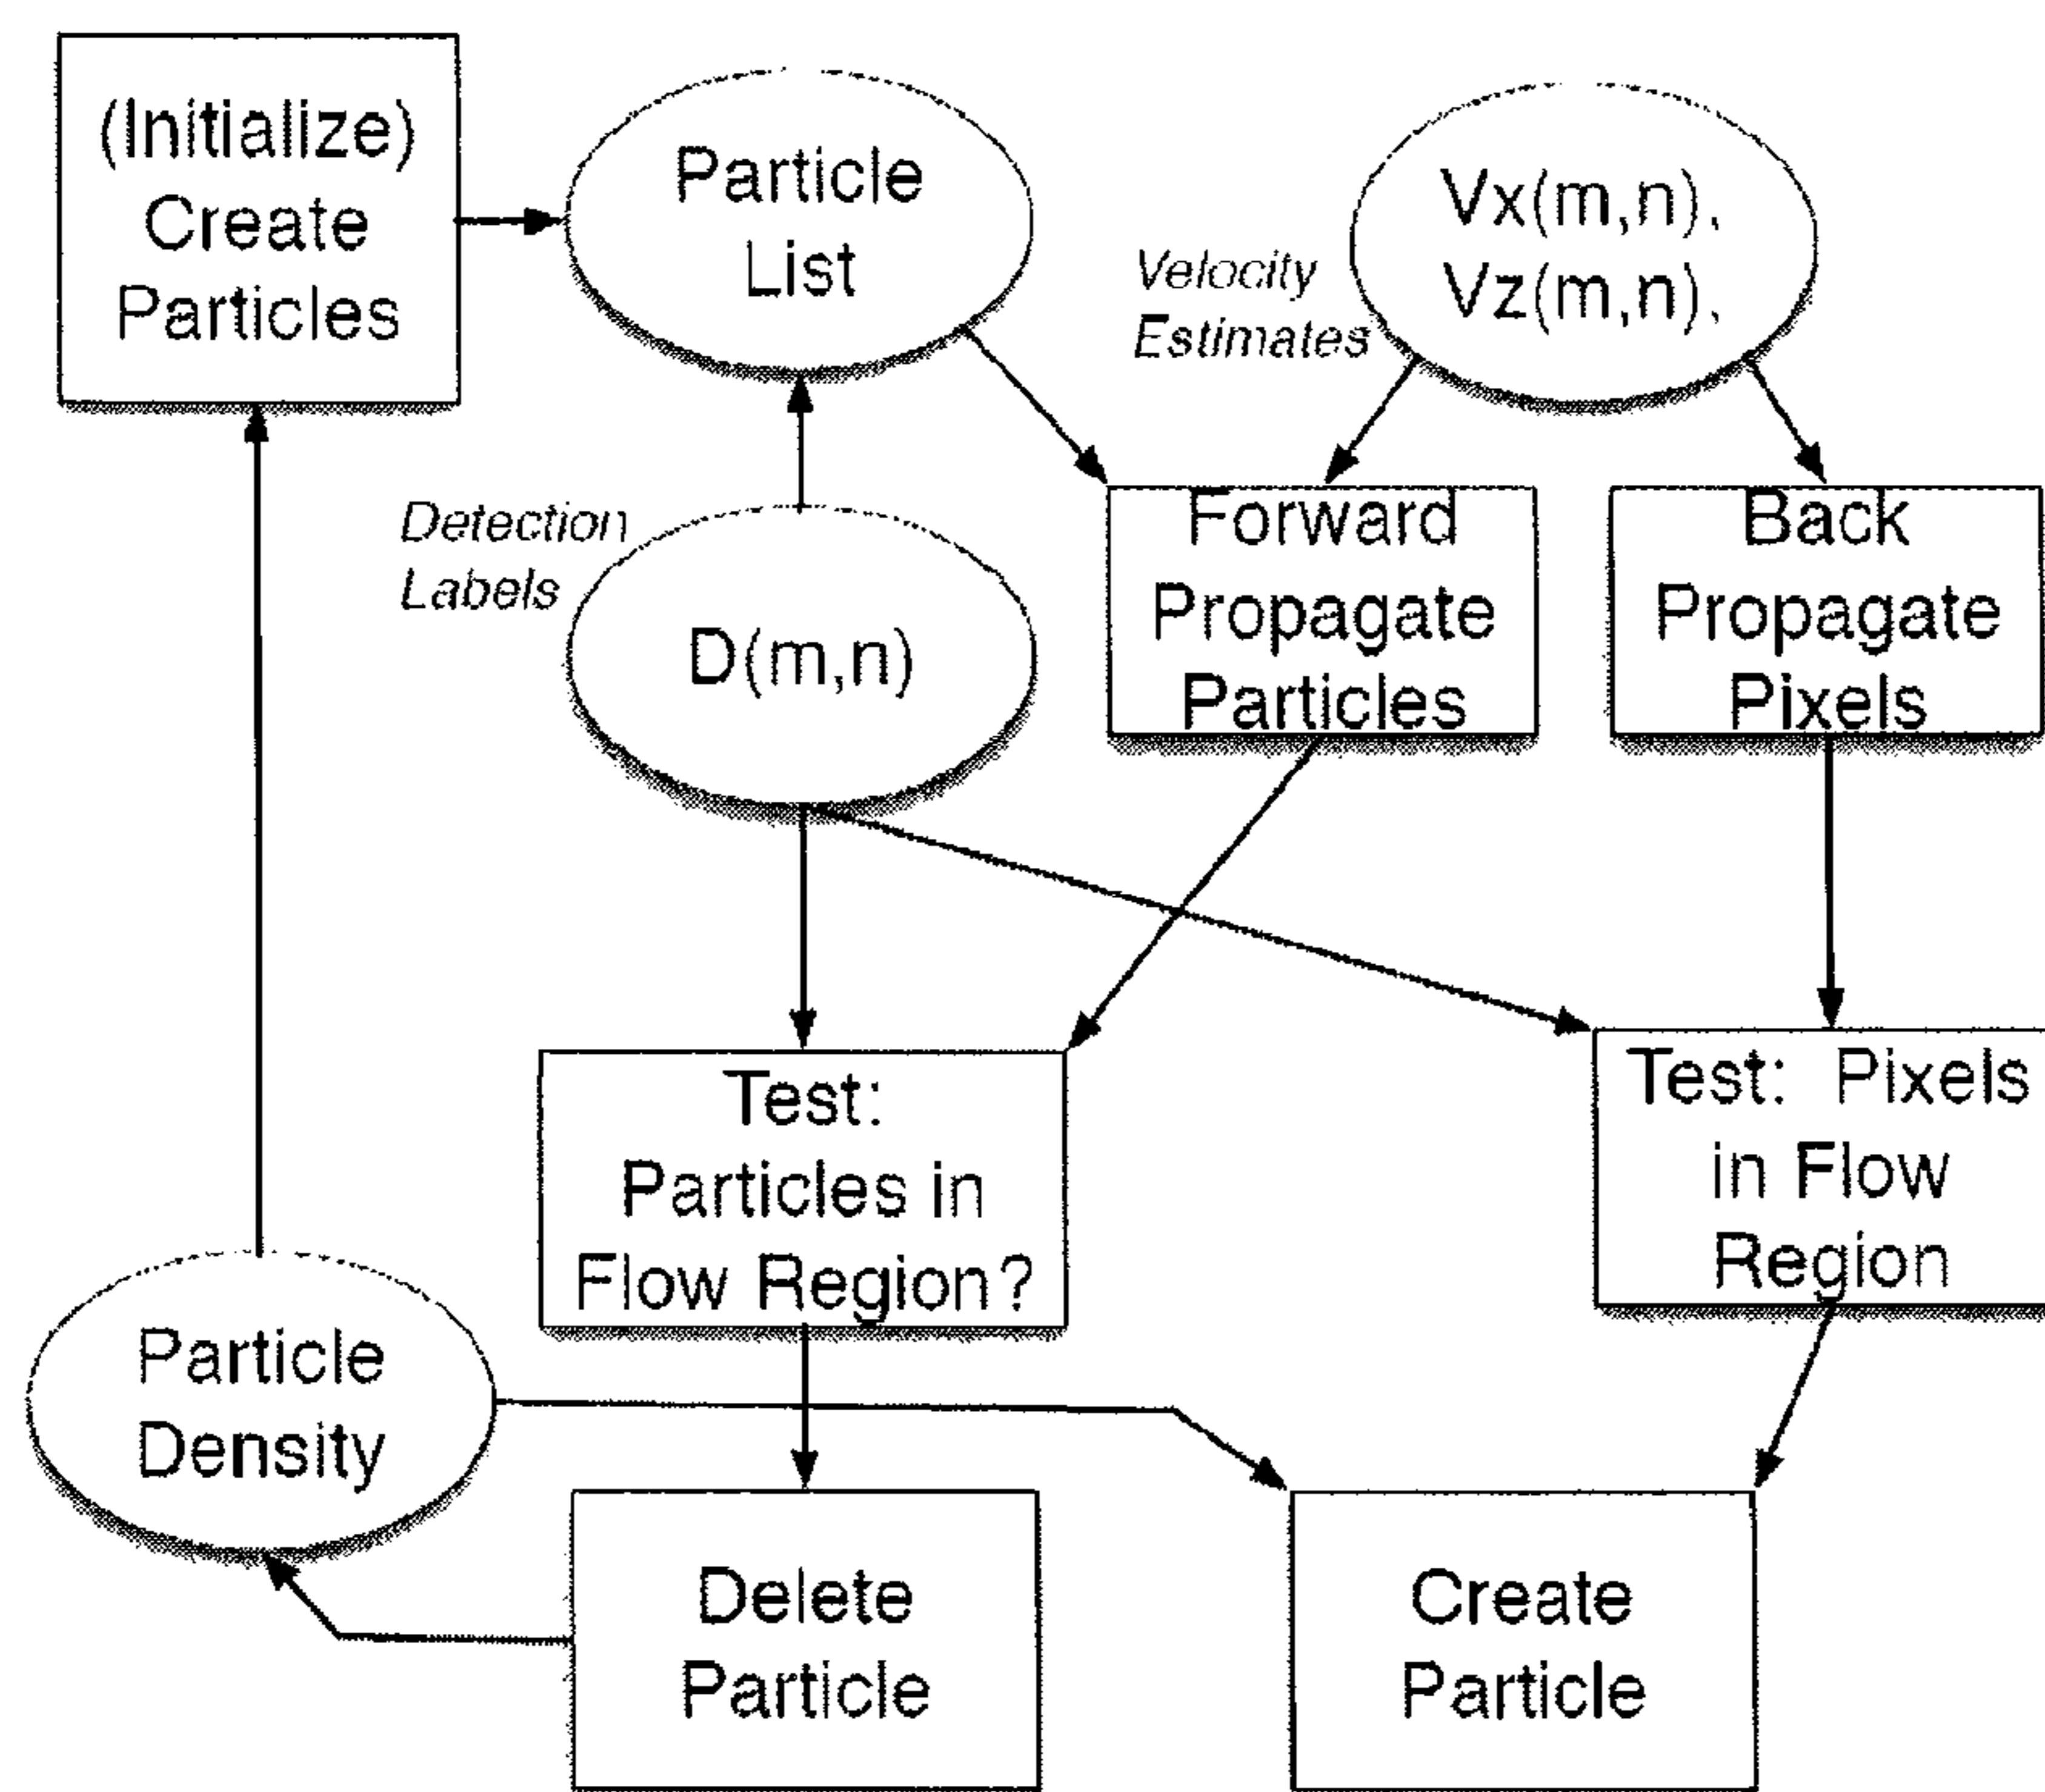 (Initialize)
Create
Particles
Particle
List
Velocity
Estimates
Vx(m,n),
Vz(m,n),
Detection
Labels
D(m,n)
Forward
Propagate
Particles
Back
Propagate
Pixels
Test:
Particles in
Flow Region?
Test: Pixels
in Flow
Region
Particle
Density
Delete
Particle
Create
Particle